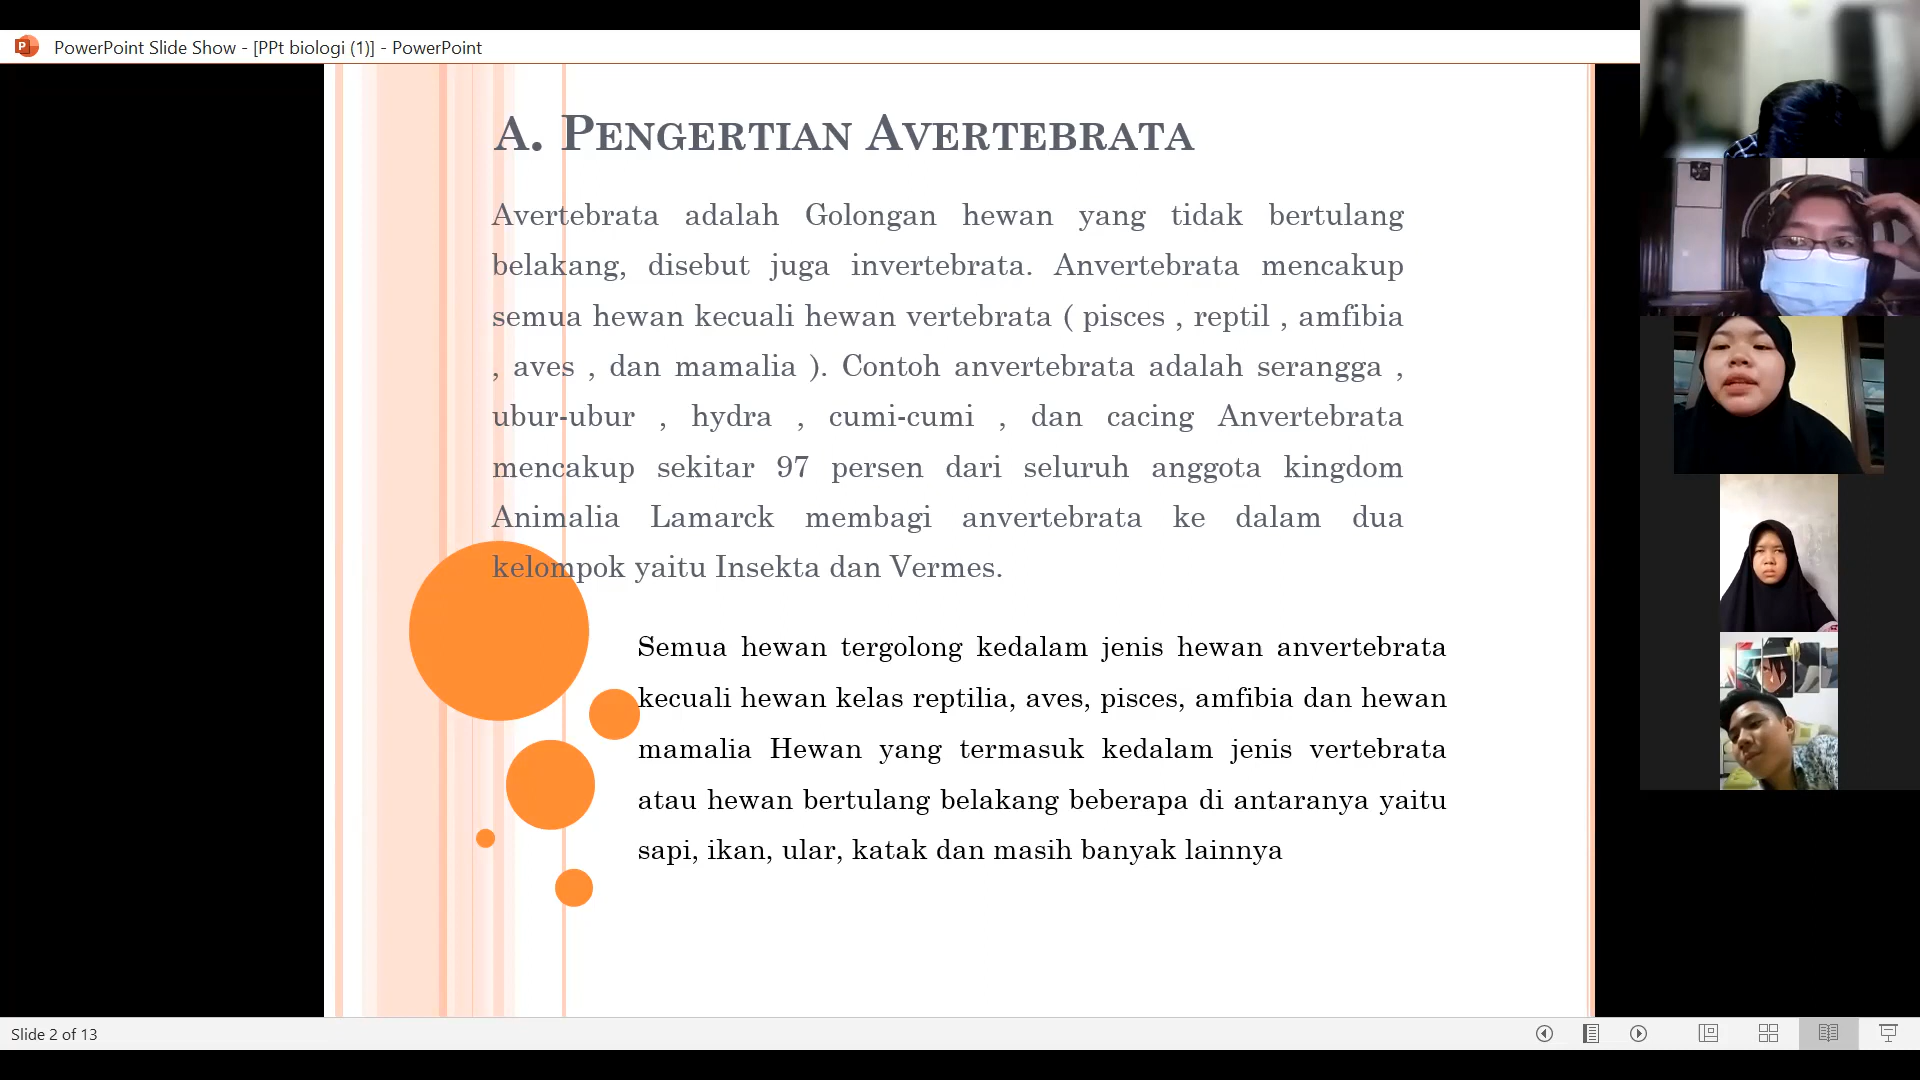 PowerPoint Slide Show - [PPt biologi (1)] - PowerPoint
A. Pengertian Avertebrata
Avertebrata adalah Golongan hewan yang tidak bertulang
belakang, disebut juga invertebrata. Anvertebrata mencakup
semua hewan kecuali hewan vertebrata ( pisces , reptil , amfibia
, aves , dan mamalia ). Contoh anvertebrata adalah serangga ,
ubur-ubur , hydra , cumi-cumi , dan cacing Anvertebrata
mencakup sekitar 97 persen dari seluruh anggota kingdom
Animalia Lamarck membagi anvertebrata ke dalam dua
kelompok yaitu Insekta dan Vermes.
Semua hewan tergolong kedalam jenis hewan anvertebrata
kecuali hewan kelas reptilia, aves, pisces, amfibia dan hewan
mamalia Hewan yang termasuk kedalam jenis vertebrata
atau hewan bertulang belakang beberapa di antaranya yaitu
sapi, ikan, ular, katak dan masih banyak lainnya
Slide 2 of 13